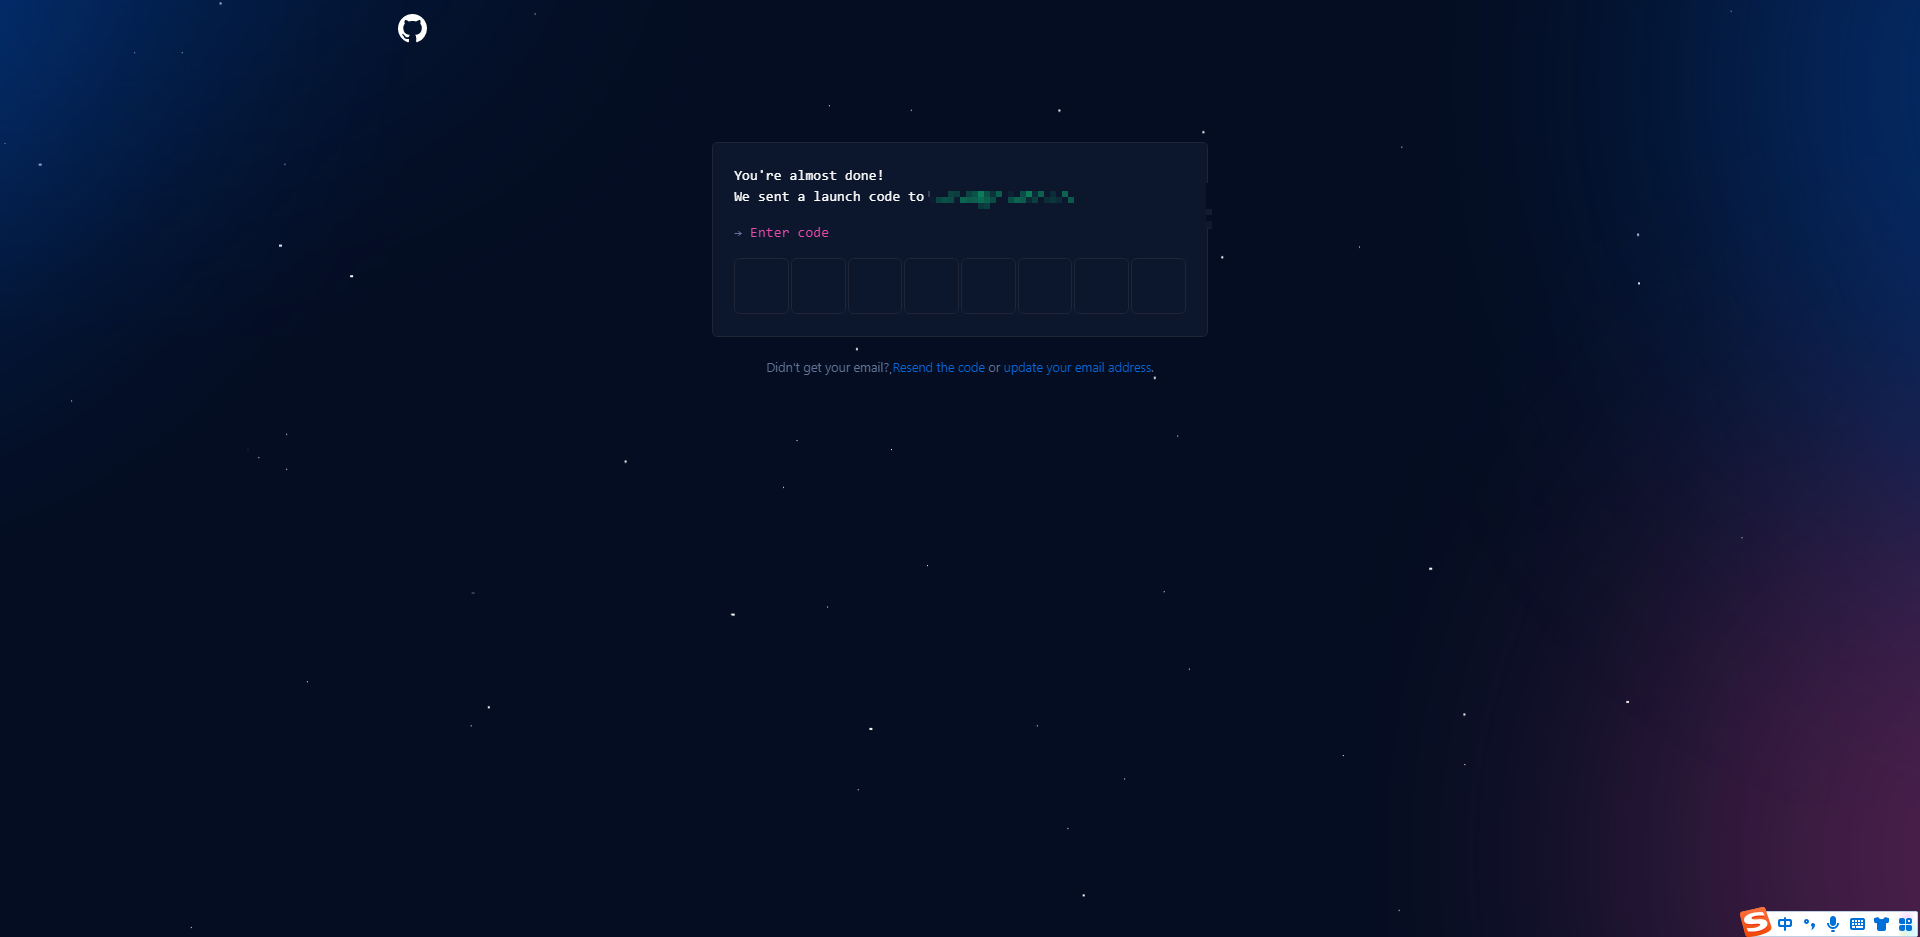 You're almost done!
We sent a launch code to
→ Enter code
Didn't get your email? Resend the code or update your email address.
中